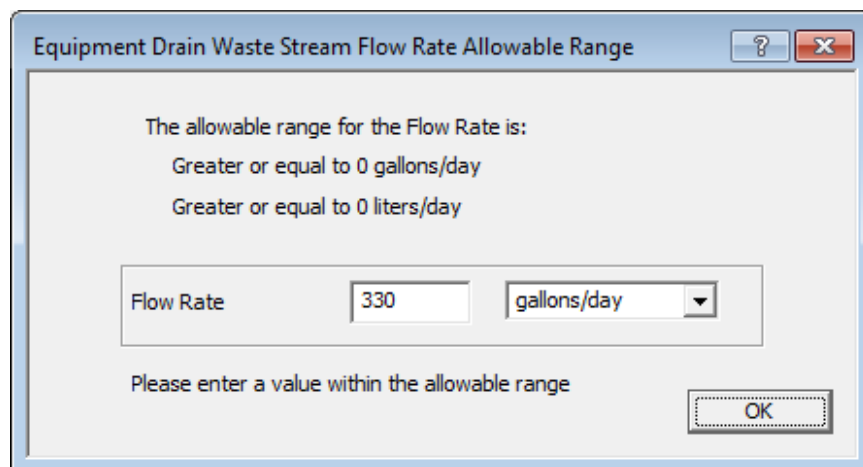 Equipment Drain Waste Stream Flow Rate Allowable Range
The allowable range for the Flow Rate is:
Greater or equal to 0 gallons/day
Greater or equal to 0 liters/day
Flow Rate 330 gallons/day
Please enter a value within the allowable range
OK